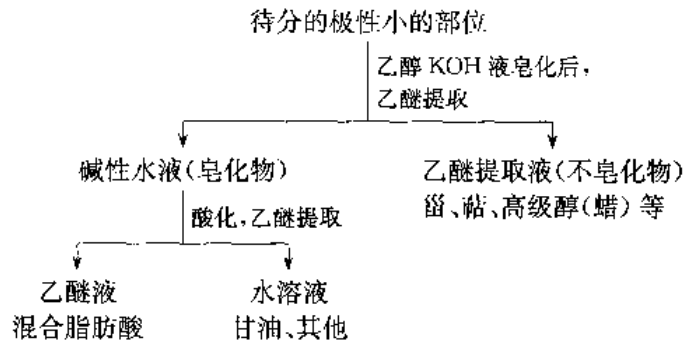 待分的极性小的部位
乙醇 KOH 液皂化后,
乙醚提取
碱性水液(皂化物)
乙醚提取液(不皂化物)
甾、萜、高级醇(蜡)等
酸化,乙醚提取
乙醚液
混合脂肪酸
水溶液
甘油、其他